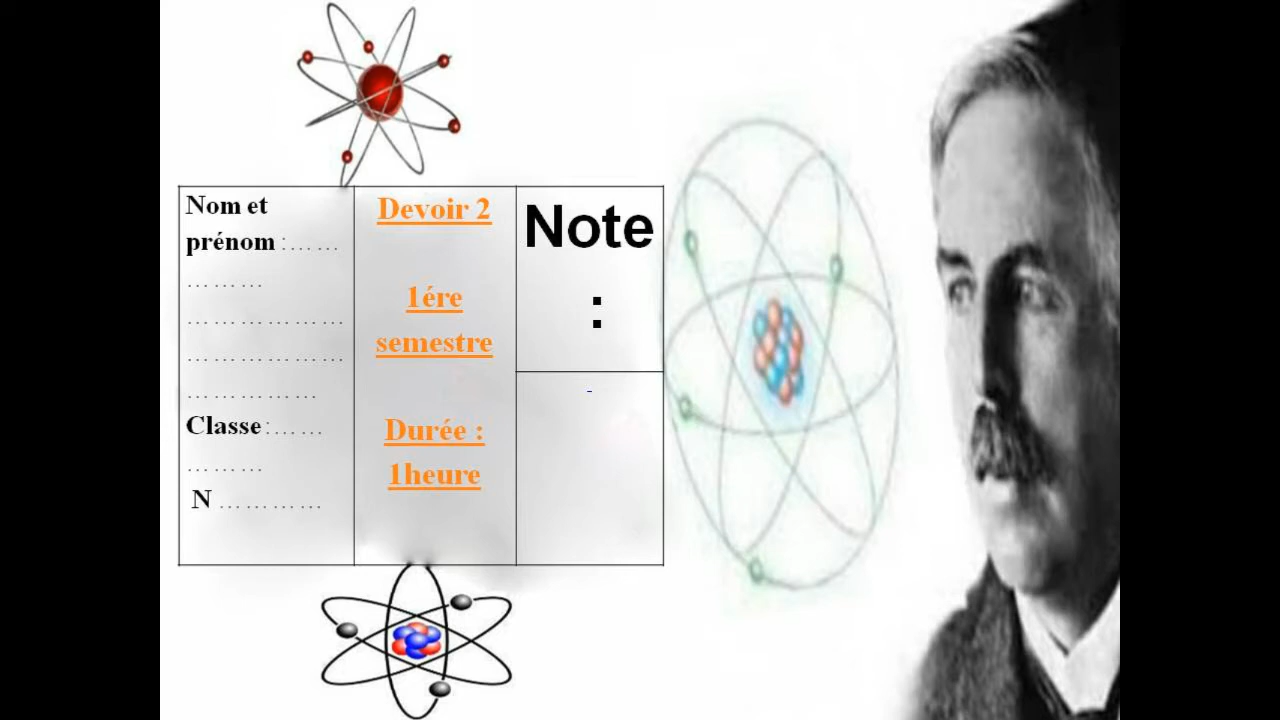 Nom et
prénom :……
………
………………
………………
……………
Classe :……
………
N …………
Devoir 2
1ére
semestre
Durée :
1heure
Note
:
-